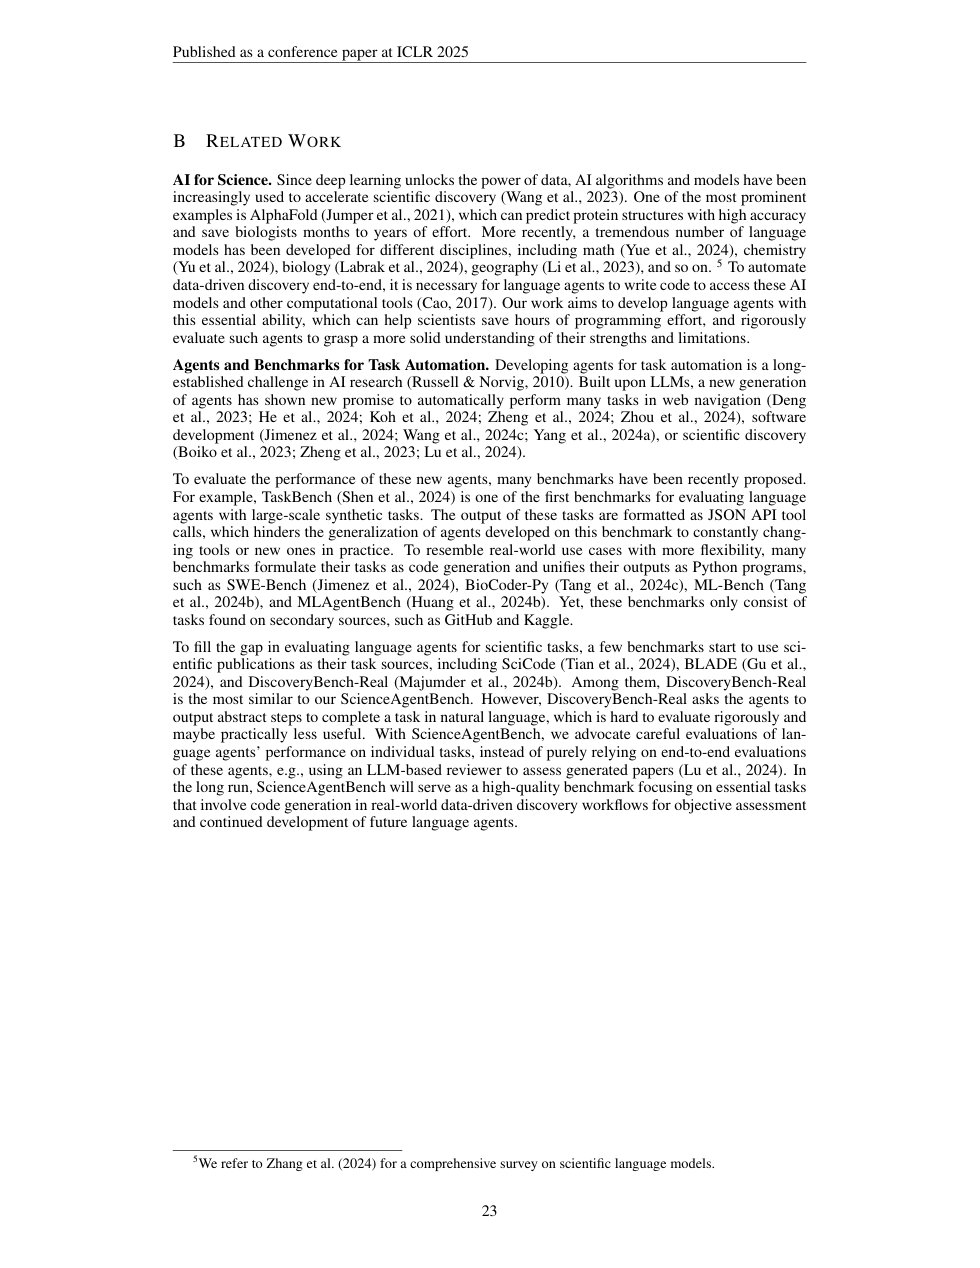 Published as a conference paper at ICLR 2025
B RELATED WORK
AI for Science. Since deep learning unlocks the power of data, AI algorithms and models have been
increasingly used to accelerate scientific discovery (Wang et al., 2023). One of the most prominent
examples is AlphaFold (Jumper et al., 2021), which can predict protein structures with high accuracy
and save biologists months to years of effort. More recently, a tremendous number of language
models has been developed for different disciplines, including math (Yue et al., 2024), chemistry
(Yu et al., 2024), biology (Labrak et al., 2024), geography (Li et al., 2023), and so on. 5 To automate
data-driven discovery end-to-end, it is necessary for language agents to write code to access these AI
models and other computational tools (Cao, 2017). Our work aims to develop language agents with
this essential ability, which can help scientists save hours of programming effort, and rigorously
evaluate such agents to grasp a more solid understanding of their strengths and limitations.
Agents and Benchmarks for Task Automation. Developing agents for task automation is a long-
established challenge in AI research (Russell & Norvig, 2010). Built upon LLMs, a new generation
of agents has shown new promise to automatically perform many tasks in web navigation (Deng
et al., 2023; He et al., 2024; Koh et al., 2024; Zheng et al., 2024; Zhou et al., 2024), software
development (Jimenez et al., 2024; Wang et al., 2024c; Yang et al., 2024a), or scientific discovery
(Boiko et al., 2023; Zheng et al., 2023; Lu et al., 2024).
To evaluate the performance of these new agents, many benchmarks have been recently proposed.
For example, TaskBench (Shen et al., 2024) is one of the first benchmarks for evaluating language
agents with large-scale synthetic tasks. The output of these tasks are formatted as JSON API tool
calls, which hinders the generalization of agents developed on this benchmark to constantly chang-
ing tools or new ones in practice. To resemble real-world use cases with more flexibility, many
benchmarks formulate their tasks as code generation and unifies their outputs as Python programs,
such as SWE-Bench (Jimenez et al., 2024), BioCoder-Py (Tang et al., 2024c), ML-Bench (Tang
et al., 2024b), and MLAgentBench (Huang et al., 2024b). Yet, these benchmarks only consist of
tasks found on secondary sources, such as GitHub and Kaggle.
To fill the gap in evaluating language agents for scientific tasks, a few benchmarks start to use sci-
entific publications as their task sources, including SciCode (Tian et al., 2024), BLADE (Gu et al.,
2024), and DiscoveryBench-Real (Majumder et al., 2024b). Among them, DiscoveryBench-Real
is the most similar to our ScienceAgentBench. However, DiscoveryBench-Real asks the agents to
output abstract steps to complete a task in natural language, which is hard to evaluate rigorously and
maybe practically less useful. With ScienceAgentBench, we advocate careful evaluations of lan-
guage agents’ performance on individual tasks, instead of purely relying on end-to-end evaluations
of these agents, e.g., using an LLM-based reviewer to assess generated papers (Lu et al., 2024). In
the long run, ScienceAgentBench will serve as a high-quality benchmark focusing on essential tasks
that involve code generation in real-world data-driven discovery workflows for objective assessment
and continued development of future language agents.
5We refer to Zhang et al. (2024) for a comprehensive survey on scientific language models.
23